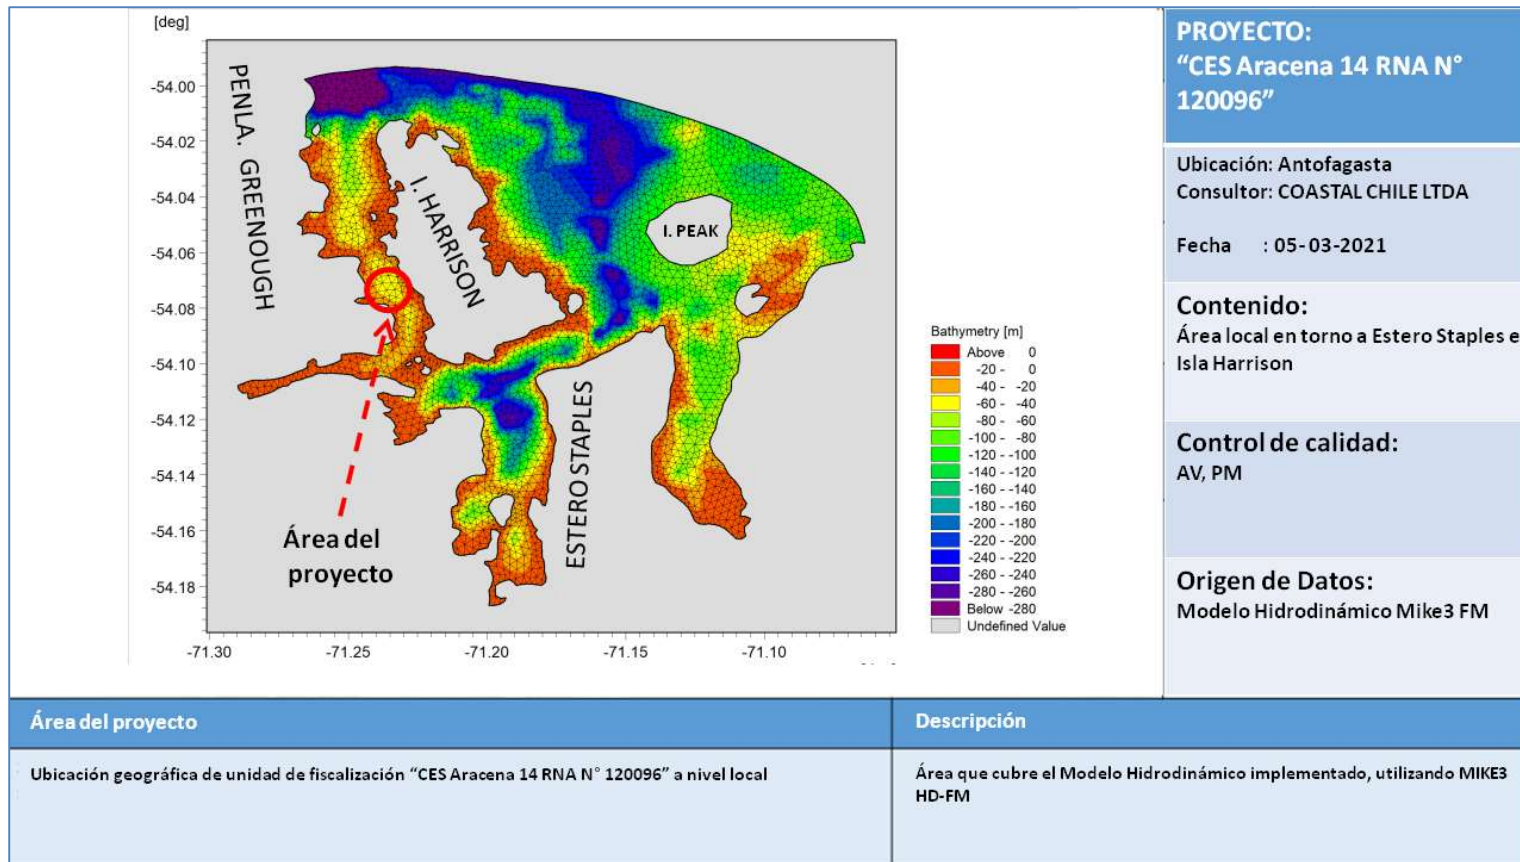 [deg]
-54.00
-54.02
-54.04
-54.06
-54.08
-54.10
-54.12
-54.14
-54.16
-54.18
-71.30
-71.25
-71.20
-71.15
-71.10
PENLA. GREENOUGH
I. HARRISON
I. PEAK
ESTERO STAPLES
Área del
proyecto
Bathymetry [m]
Above 0
-20 - 0
-40 - -20
-60 - -40
-80 - -60
-100 - -80
-120 - -100
-140 - -120
-160 - -140
-180 - -160
-200 - -180
-220 - -200
-240 - -220
-260 - -240
-280 - -260
Below -280
Undefined Value
PROYECTO:
“CES Aracena 14 RNA N°
120096”
Ubicación: Antofagasta
Consultor: COASTAL CHILE LTDA
Fecha : 05-03-2021
Contenido:
Área local en torno a Estero Staples e
Isla Harrison
Control de calidad:
AV, PM
Origen de Datos:
Modelo Hidrodinámico Mike3 FM
Área del proyecto
Ubicación geográfica de unidad de fiscalización “CES Aracena 14 RNA N° 120096” a nivel local
Descripción
Área que cubre el Modelo Hidrodinámico implementado, utilizando MIKE3
HD-FM